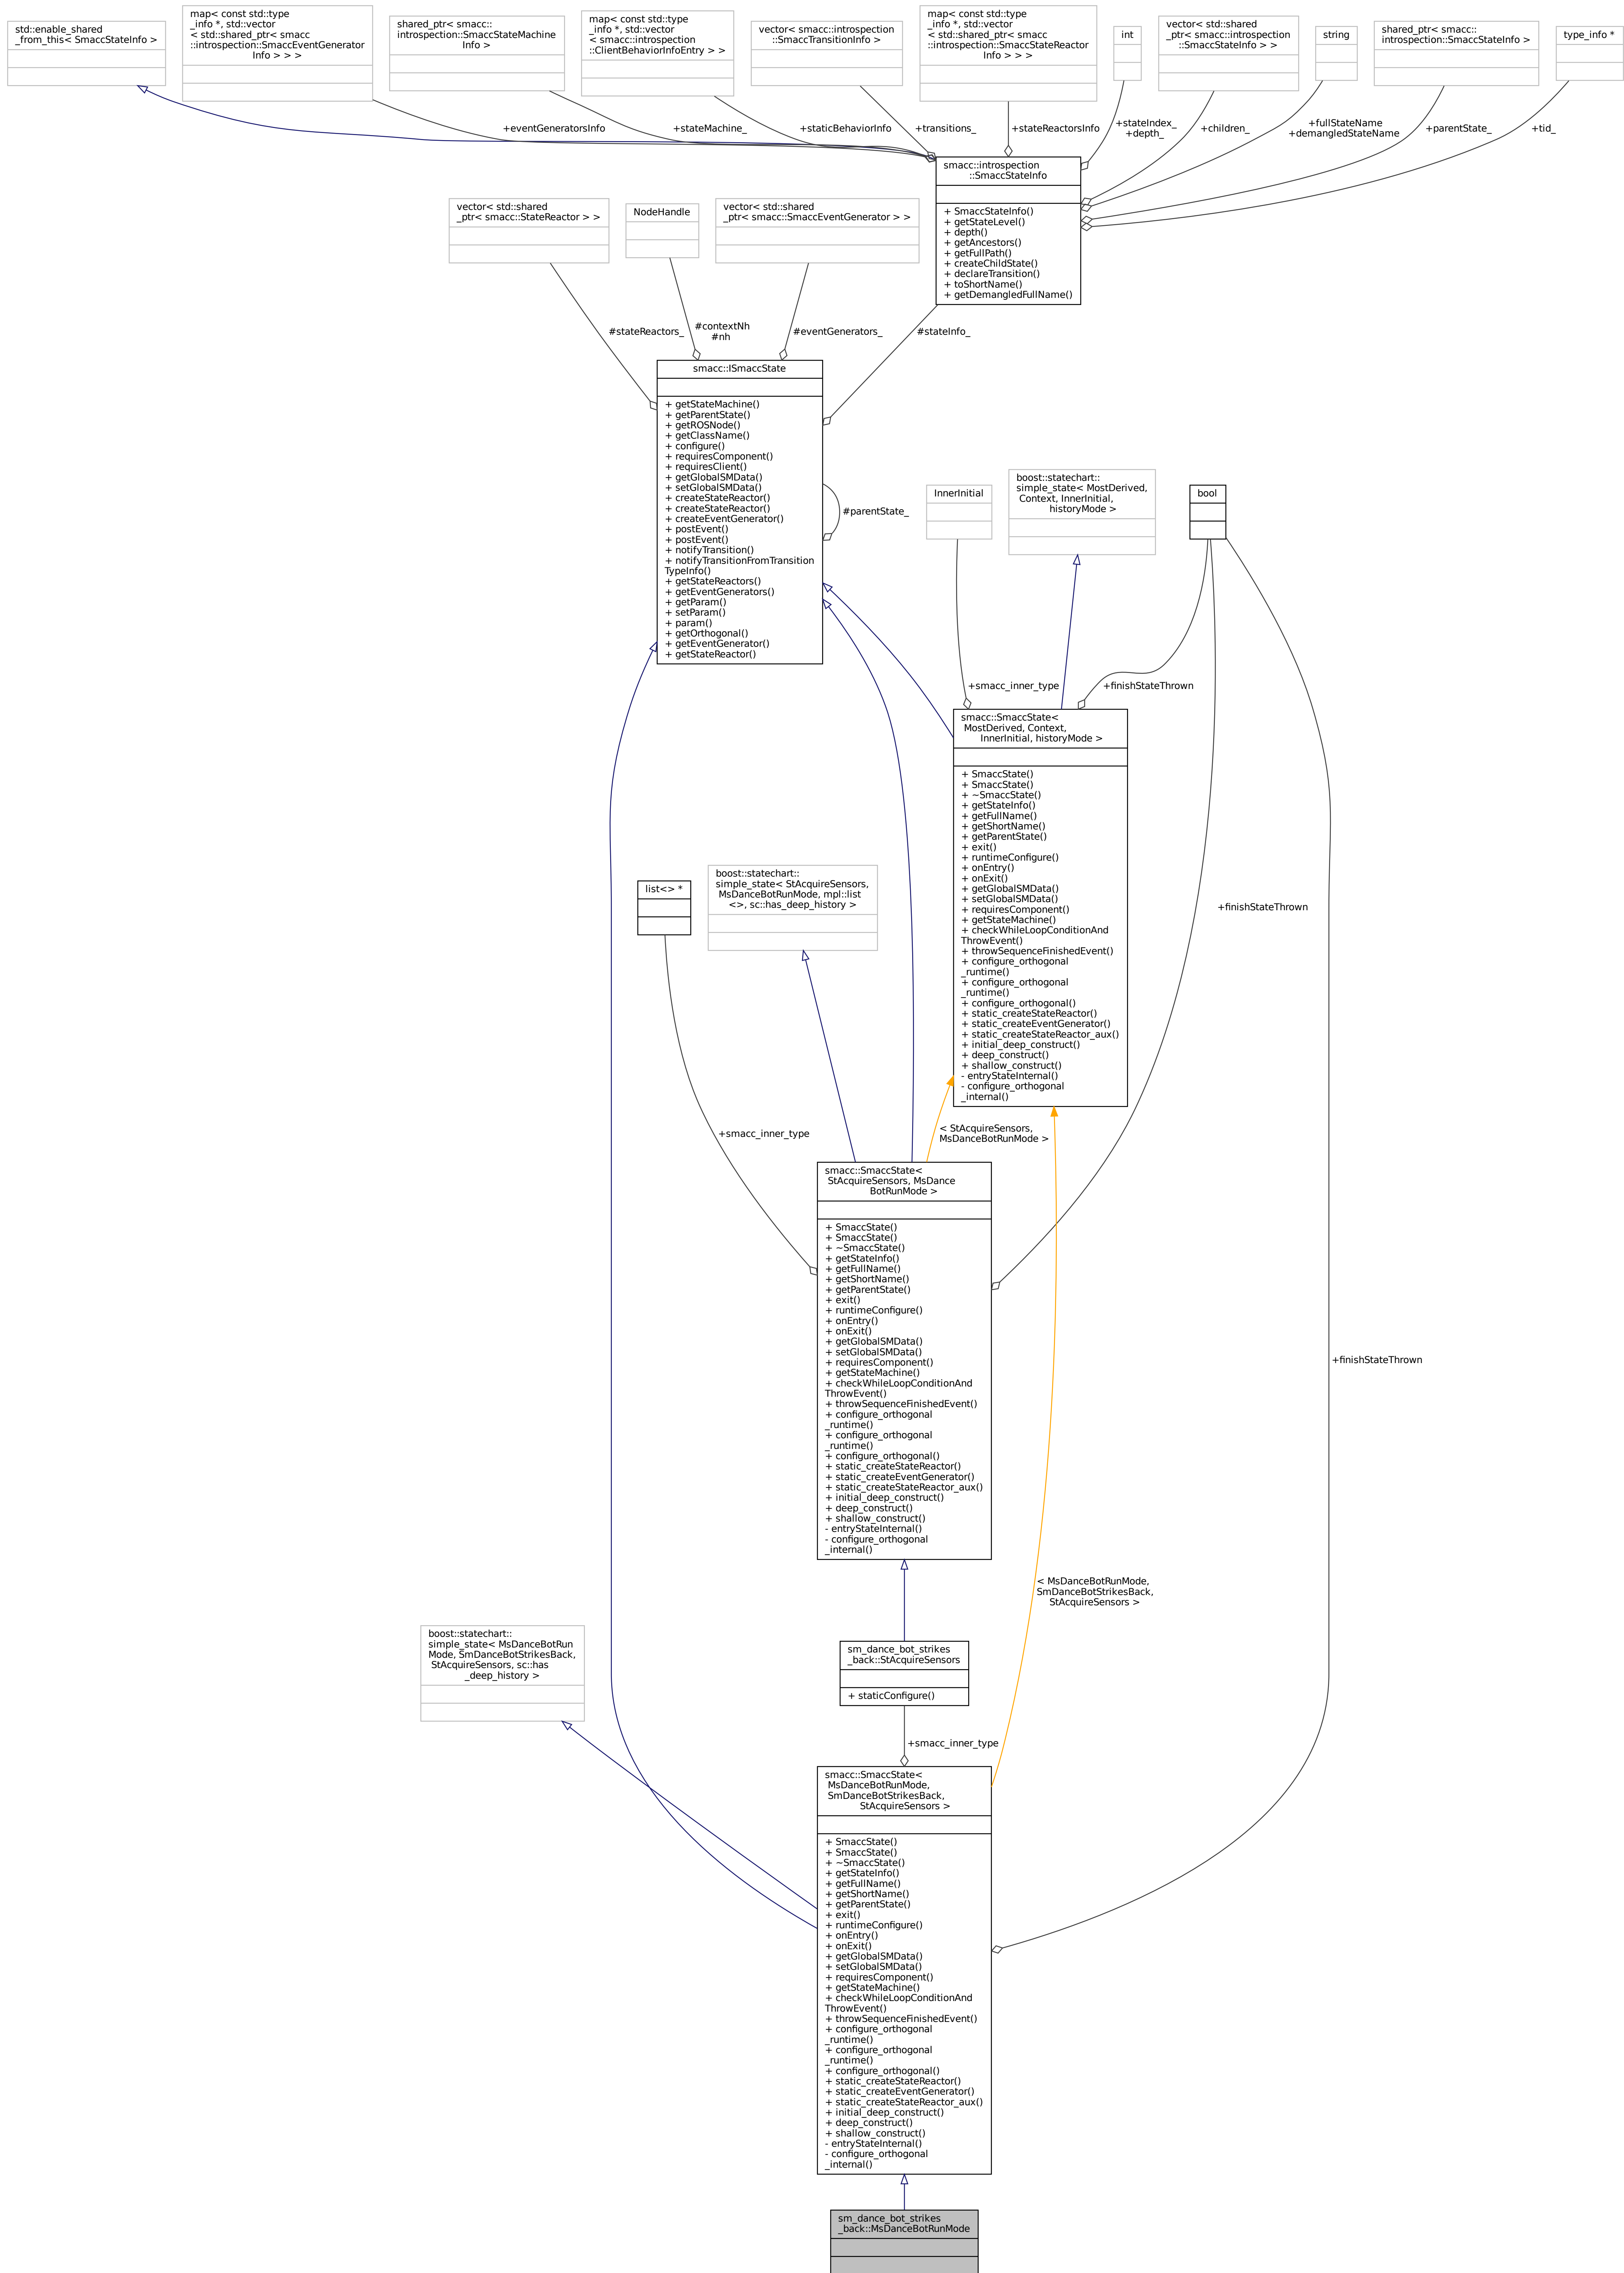 std::enable_shared
_from_this< SmaccStateInfo >
map< const std::type
_info *, std::vector
< std::shared_ptr< smacc
::introspection::SmaccEventGenerator
Info > > >
shared_ptr< smacc::
introspection::SmaccStateMachine
Info >
map< const std::type
_info *, std::vector
< smacc::introspection
::ClientBehaviorInfoEntry > >
vector< smacc::introspection
::SmaccTransitionInfo >
map< const std::type
_info *, std::vector
< std::shared_ptr< smacc
::introspection::SmaccStateReactor
Info > > >
int
vector< std::shared
_ptr< smacc::introspection
::SmaccStateInfo > >
string
shared_ptr< smacc::
introspection::SmaccStateInfo >
type_info *
+eventGeneratorsInfo
+stateMachine_
+staticBehaviorInfo
+transitions_
+stateReactorsInfo
+stateIndex_
+depth_
+children_
+fullStateName
+demangledStateName
+parentState_
+tid_
smacc::introspection
::SmaccStateInfo
+ SmaccStateInfo()
+ getStateLevel()
+ depth()
+ getAncestors()
+ getFullPath()
+ createChildState()
+ declareTransition()
+ toShortName()
+ getDemangledFullName()
vector< std::shared
_ptr< smacc::StateReactor > >
NodeHandle
vector< std::shared
_ptr< smacc::SmaccEventGenerator > >
#stateReactors_
#contextNh
#nh
#eventGenerators_
#stateInfo_
smacc::ISmaccState
+ getStateMachine()
+ getParentState()
+ getROSNode()
+ getClassName()
+ configure()
+ requiresComponent()
+ requiresClient()
+ getGlobalSMData()
+ setGlobalSMData()
+ createStateReactor()
+ createStateReactor()
+ createEventGenerator()
+ postEvent()
+ postEvent()
+ notifyTransition()
+ notifyTransitionFromTransition
TypeInfo()
+ getStateReactors()
+ getEventGenerators()
+ getParam()
+ setParam()
+ param()
+ getOrthogonal()
+ getEventGenerator()
+ getStateReactor()
#parentState_
InnerInitial
boost::statechart::
simple_state< MostDerived,
Context, InnerInitial,
historyMode >
bool
+smacc_inner_type
+finishStateThrown
smacc::SmaccState<
MostDerived, Context,
InnerInitial, historyMode >
+ SmaccState()
+ SmaccState()
+ ~SmaccState()
+ getStateInfo()
+ getFullName()
+ getShortName()
+ getParentState()
+ exit()
+ runtimeConfigure()
+ onEntry()
+ onExit()
+ getGlobalSMData()
+ setGlobalSMData()
+ requiresComponent()
+ getStateMachine()
+ checkWhileLoopConditionAnd
ThrowEvent()
+ throwSequenceFinishedEvent()
+ configure_orthogonal
_runtime()
+ configure_orthogonal
_runtime()
+ configure_orthogonal()
+ static_createStateReactor()
+ static_createEventGenerator()
+ static_createStateReactor_aux()
+ initial_deep_construct()
+ deep_construct()
+ shallow_construct()
- entryStateInternal()
- configure_orthogonal
_internal()
list<> *
boost::statechart::
simple_state< StAcquireSensors,
MsDanceBotRunMode, mpl::list
<>, sc::has_deep_history >
+finishStateThrown
+smacc_inner_type
< StAcquireSensors,
MsDanceBotRunMode >
smacc::SmaccState<
StAcquireSensors, MsDance
BotRunMode >
+ SmaccState()
+ SmaccState()
+ ~SmaccState()
+ getStateInfo()
+ getFullName()
+ getShortName()
+ getParentState()
+ exit()
+ runtimeConfigure()
+ onEntry()
+ onExit()
+ getGlobalSMData()
+ setGlobalSMData()
+ requiresComponent()
+ getStateMachine()
+ checkWhileLoopConditionAnd
ThrowEvent()
+ throwSequenceFinishedEvent()
+ configure_orthogonal
_runtime()
+ configure_orthogonal
_runtime()
+ configure_orthogonal()
+ static_createStateReactor()
+ static_createEventGenerator()
+ static_createStateReactor_aux()
+ initial_deep_construct()
+ deep_construct()
+ shallow_construct()
- entryStateInternal()
- configure_orthogonal
_internal()
+finishStateThrown
< MsDanceBotRunMode,
SmDanceBotStrikesBack,
StAcquireSensors >
boost::statechart::
simple_state< MsDanceBotRun
Mode, SmDanceBotStrikesBack,
StAcquireSensors, sc::has
_deep_history >
sm_dance_bot_strikes
_back::StAcquireSensors
+ staticConfigure()
+smacc_inner_type
smacc::SmaccState<
MsDanceBotRunMode,
SmDanceBotStrikesBack,
StAcquireSensors >
+ SmaccState()
+ SmaccState()
+ ~SmaccState()
+ getStateInfo()
+ getFullName()
+ getShortName()
+ getParentState()
+ exit()
+ runtimeConfigure()
+ onEntry()
+ onExit()
+ getGlobalSMData()
+ setGlobalSMData()
+ requiresComponent()
+ getStateMachine()
+ checkWhileLoopConditionAnd
ThrowEvent()
+ throwSequenceFinishedEvent()
+ configure_orthogonal
_runtime()
+ configure_orthogonal
_runtime()
+ configure_orthogonal()
+ static_createStateReactor()
+ static_createEventGenerator()
+ static_createStateReactor_aux()
+ initial_deep_construct()
+ deep_construct()
+ shallow_construct()
- entryStateInternal()
- configure_orthogonal
_internal()
sm_dance_bot_strikes
_back::MsDanceBotRunMode